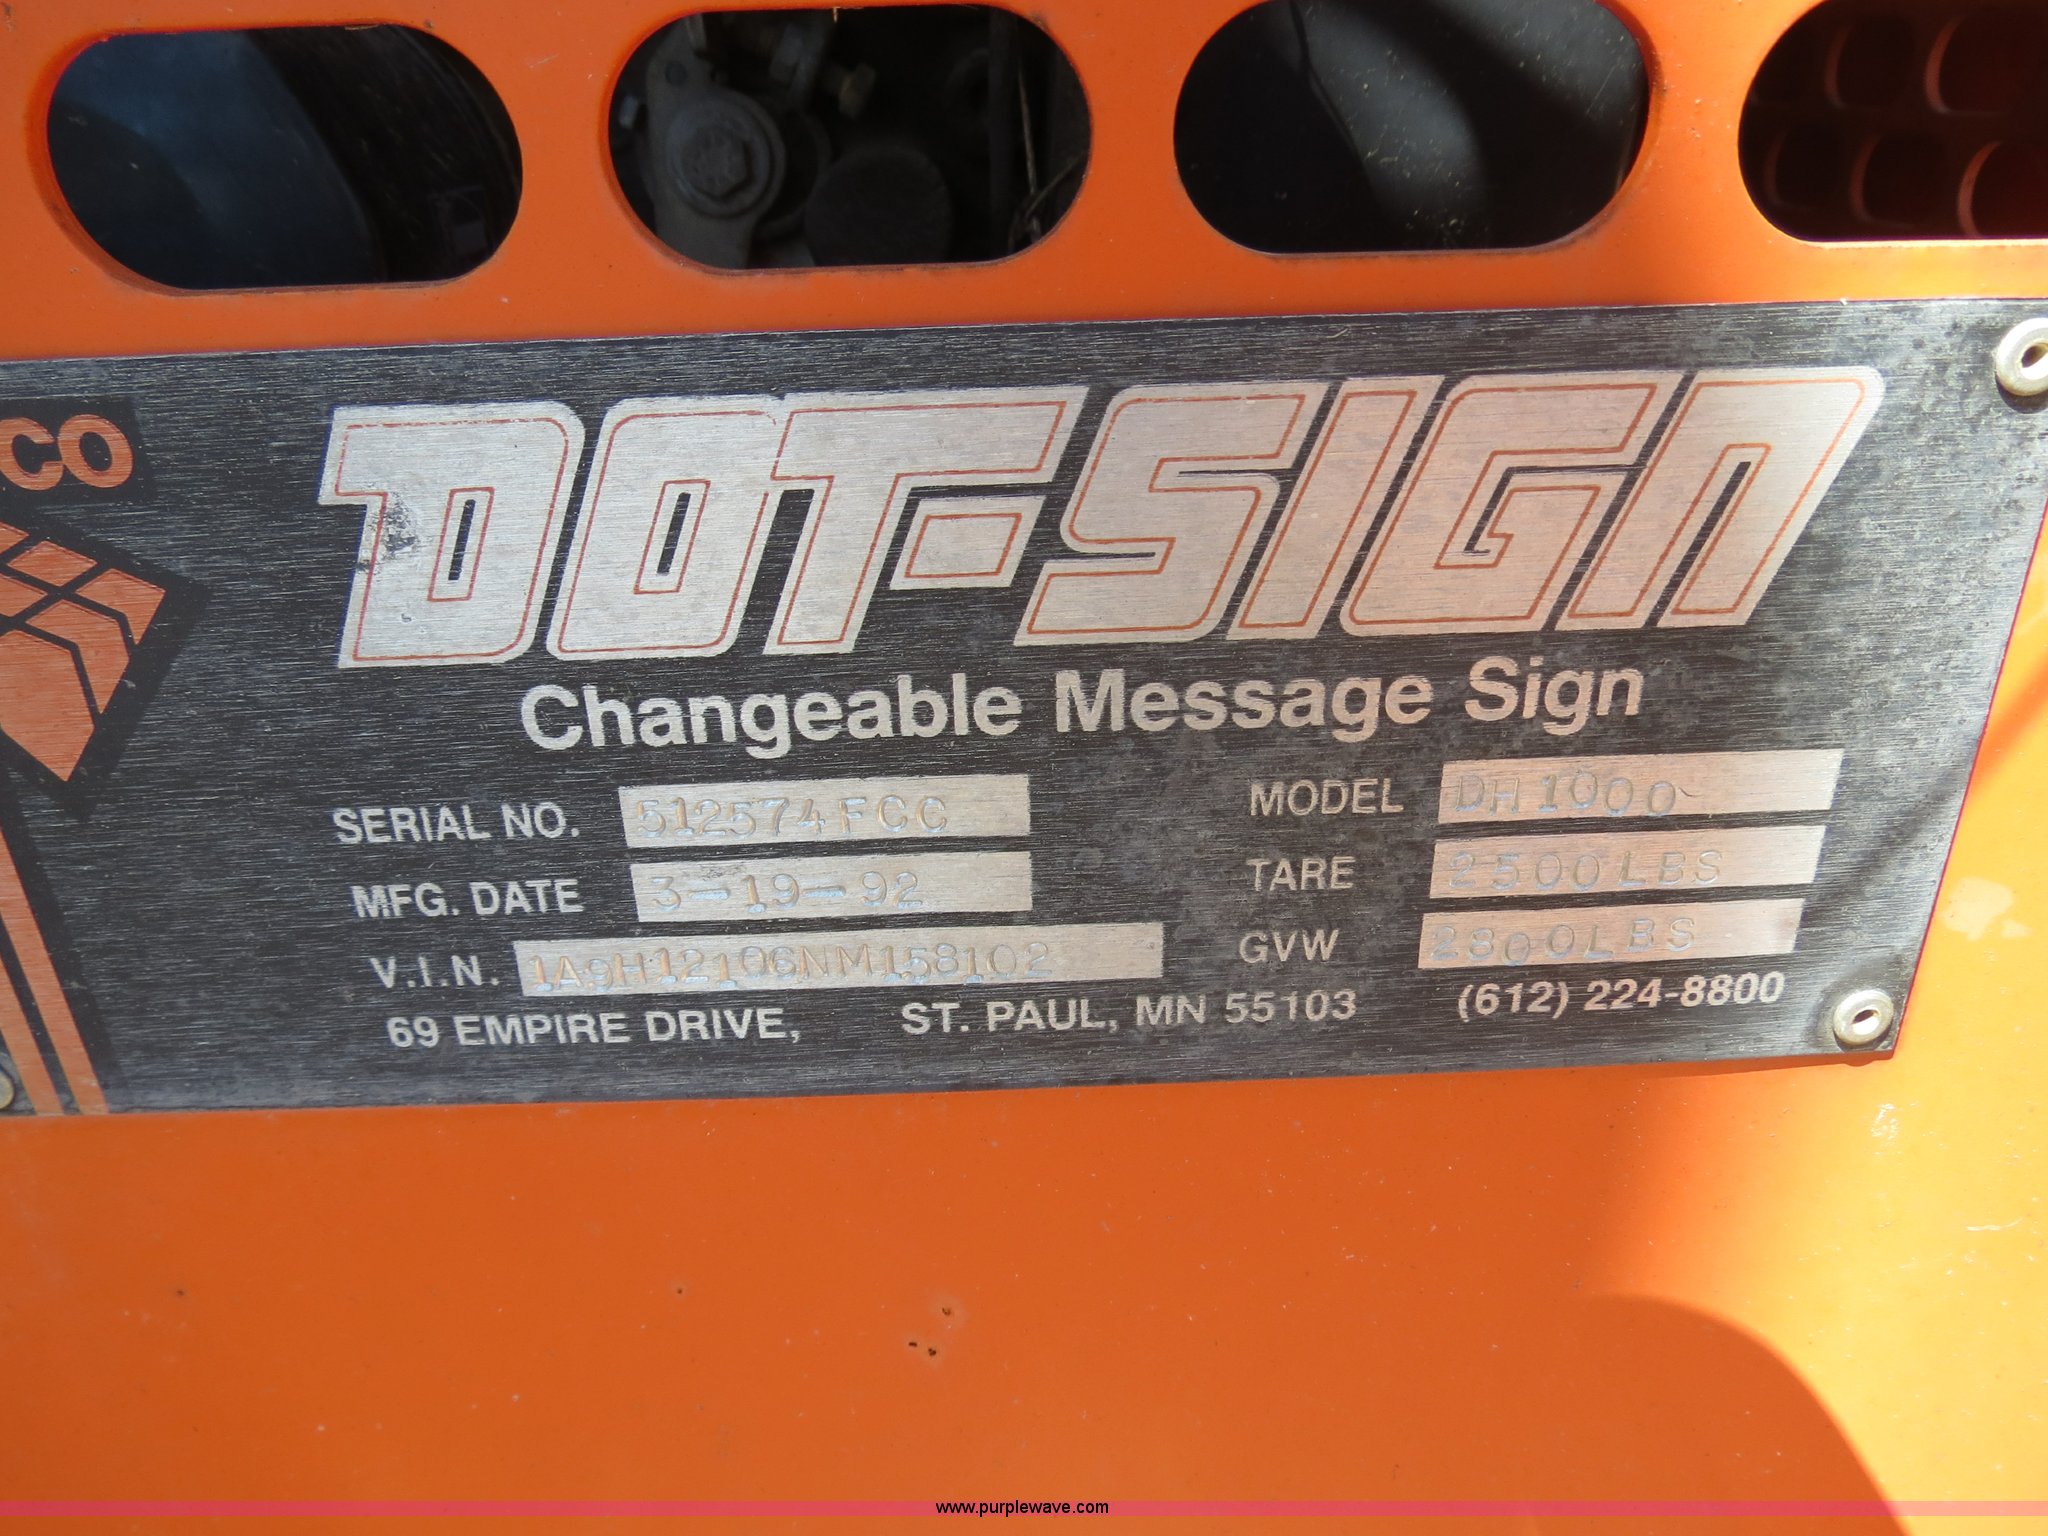 CO
DOT-SIGN
Changeable Message Sign
SERIAL NO. 512574FCC
MODEL DH1000
MFG. DATE 3-19-92
TARE 2500LBS
V.I.N. 1A9H12106NM158102
GVW 2800LBS
69 EMPIRE DRIVE, ST. PAUL, MN 55103 (612) 224-8800
www.purplewave.com